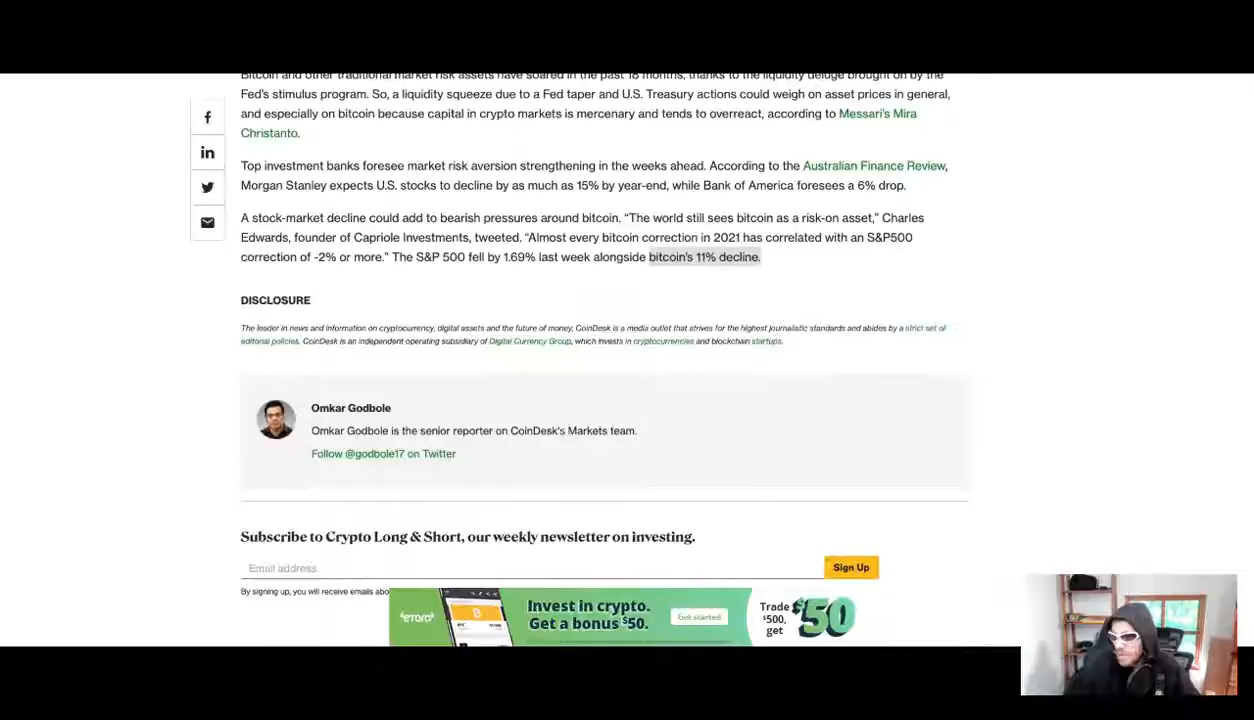 Bitcoin and other traditional market risk assets have soared in the past 18 months, thanks to the liquidity deluge brought on by the
Fed's stimulus program. So, a liquidity squeeze due to a Fed taper and U.S. Treasury actions could weigh on asset prices in general,
and especially on bitcoin because capital in crypto markets is mercenary and tends to overreact, according to Messari's Mira
Christanto.
Top investment banks foresee market risk aversion strengthening in the weeks ahead. According to the Australian Finance Review,
Morgan Stanley expects U.S. stocks to decline by as much as 15% by year-end, while Bank of America foresees a 6% drop.
A stock-market decline could add to bearish pressures around bitcoin. “The world still sees bitcoin as a risk-on asset,” Charles
Edwards, founder of Capriole Investments, tweeted. “Almost every bitcoin correction in 2021 has correlated with an S&P500
correction of -2% or more.” The S&P 500 fell by 1.69% last week alongside bitcoin's 11% decline.
DISCLOSURE
The leader in news and information on cryptocurrency, digital assets and the future of money, CoinDesk is a media outlet that strives for the highest journalistic standards and abides by a strict set of
editorial policies. CoinDesk is an independent operating subsidiary of Digital Currency Group, which invests in cryptocurrencies and blockchain startups.
Omkar Godbole
Omkar Godbole is the senior reporter on CoinDesk's Markets team.
Follow @godbole17 on Twitter
Subscribe to Crypto Long & Short, our weekly newsletter on investing.
Email address.
Sign Up
By signing up, you will receive emails abo
eToro
Invest in crypto.
Get a bonus $50.
Get started
Trade
$500,
get
$50